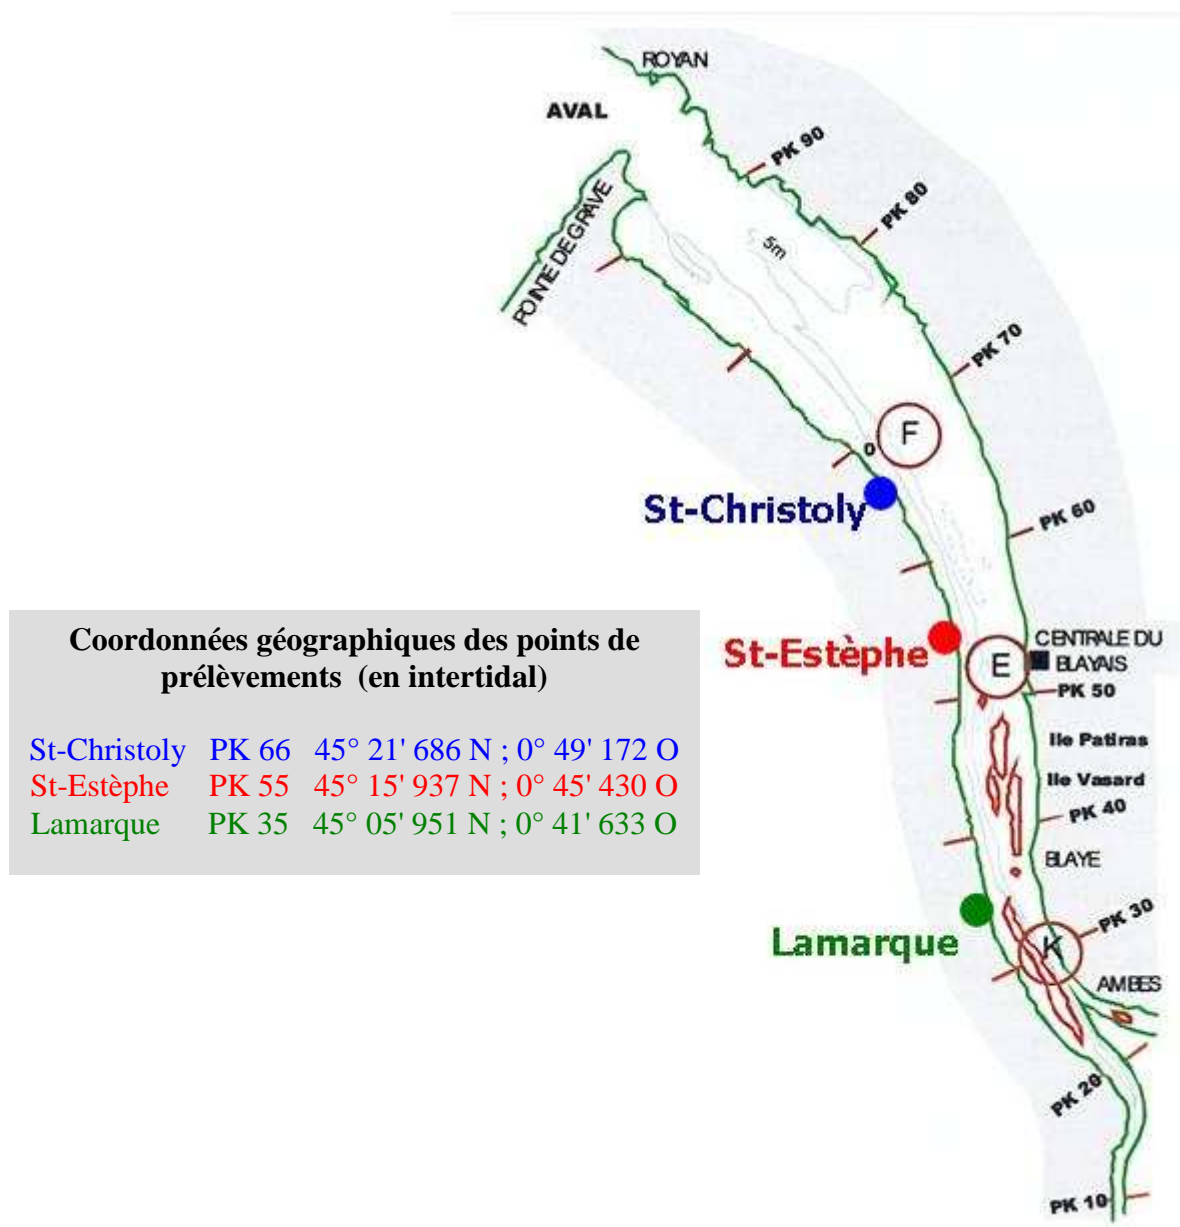 ROYAN
AVAL
PK 90
POINTE DE GRAVE
PK 80
5m
PK 70
F
0
St-Christoly
PK 60
Coordonnées géographiques des points de
prélèvements (en intertidal)
St-Christoly PK 66 45° 21' 686 N ; 0° 49' 172 O
St-Estèphe PK 55 45° 15' 937 N ; 0° 45' 430 O
Lamarque PK 35 45° 05' 951 N ; 0° 41' 633 O
St-Estèphe
E
CENTRALE DU
BLAYAIS
PK 50
Ile Patiras
Ile Vasard
PK 40
BLAYE
Lamarque
PK 30
K
AMBES
PK 20
PK 10